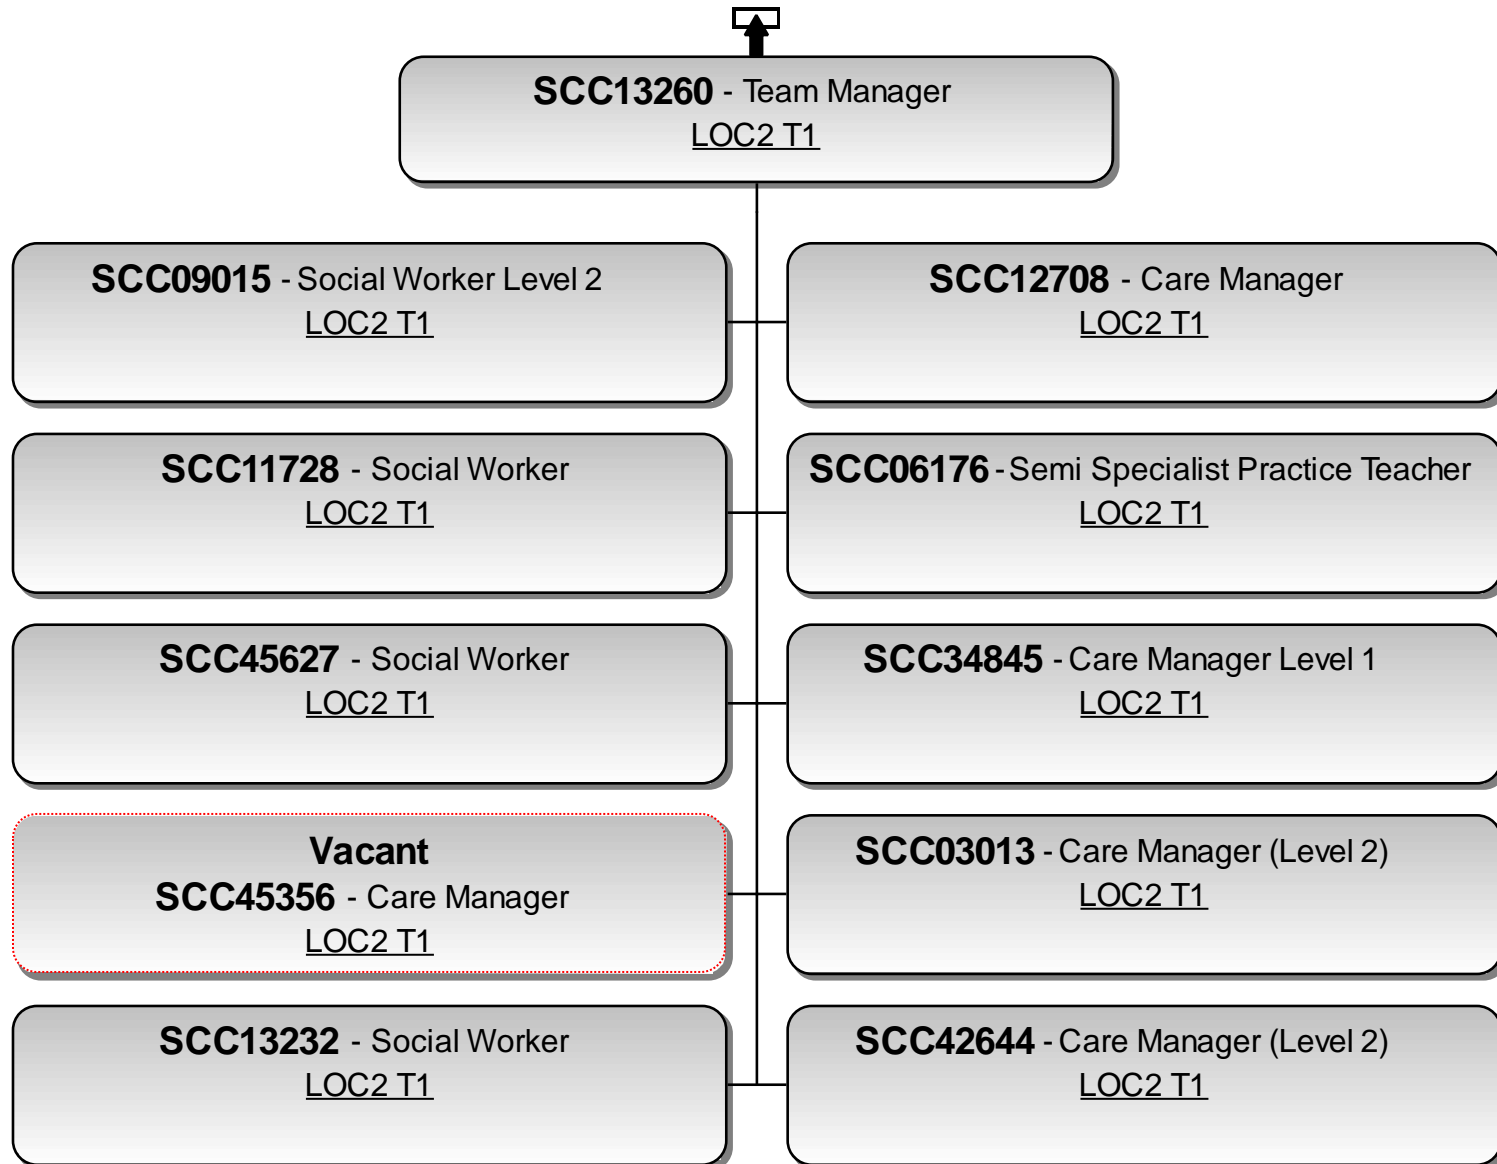 SCC13260 - Team Manager
LOC2 T1
SCC09015 - Social Worker Level 2
LOC2 T1
SCC12708 - Care Manager
LOC2 T1
SCC11728 - Social Worker
LOC2 T1
SCC06176 - Semi Specialist Practice Teacher
LOC2 T1
SCC45627 - Social Worker
LOC2 T1
SCC34845 - Care Manager Level 1
LOC2 T1
Vacant
SCC45356 - Care Manager
LOC2 T1
SCC03013 - Care Manager (Level 2)
LOC2 T1
SCC13232 - Social Worker
LOC2 T1
SCC42644 - Care Manager (Level 2)
LOC2 T1